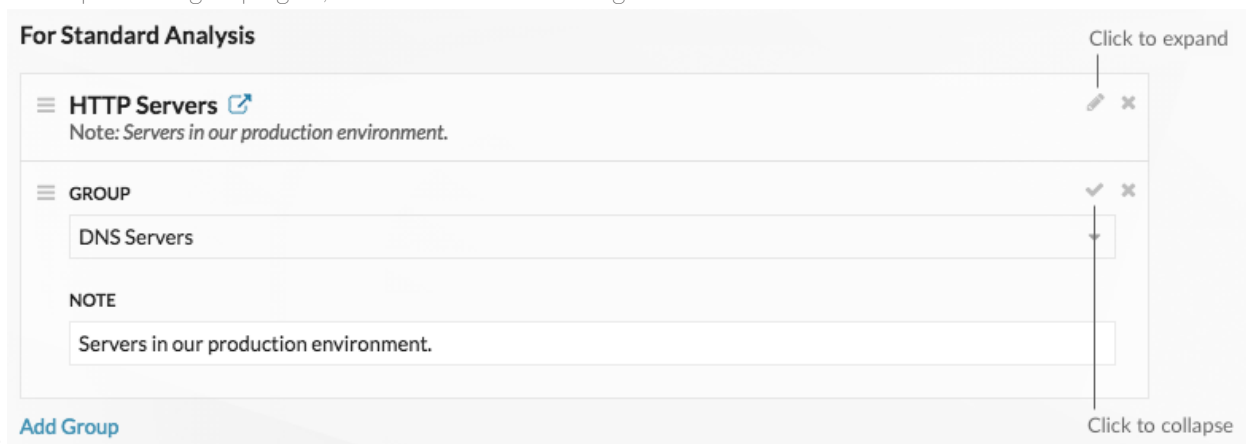 For Standard Analysis
Click to expand
HTTP Servers
Note: Servers in our production environment.
GROUP
DNS Servers
NOTE
Servers in our production environment.
Add Group
Click to collapse